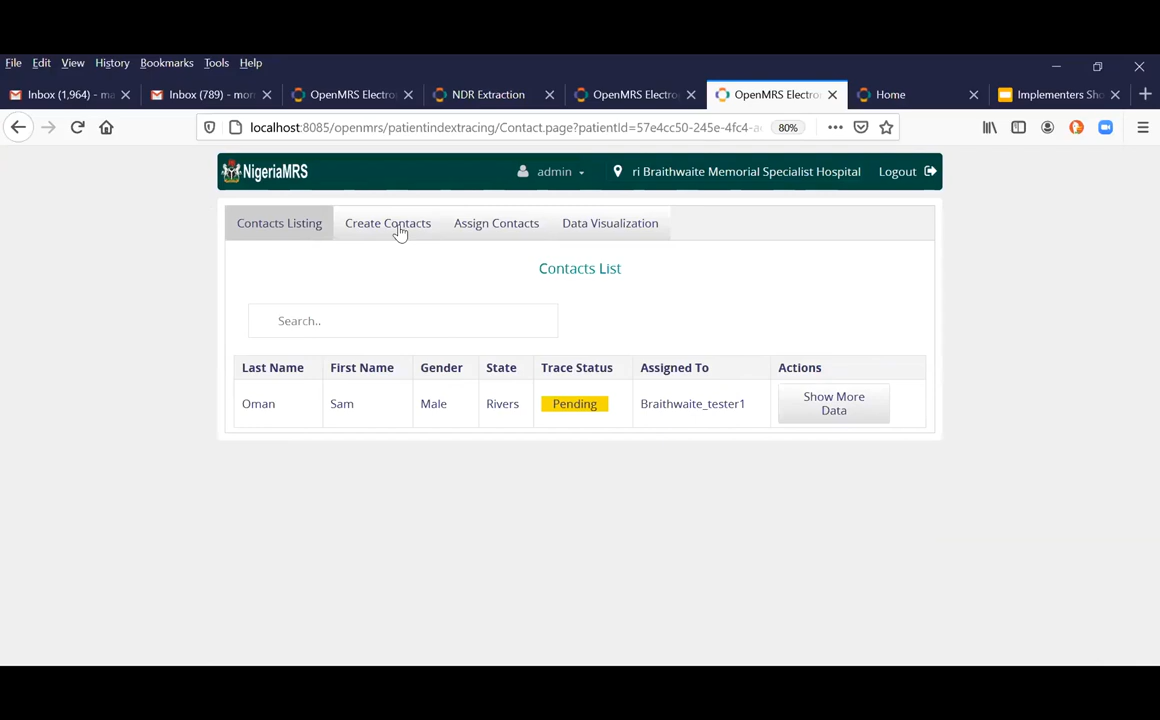 File Edit View History Bookmarks Tools Help
Inbox (1,964) - ma
Inbox (789) - morr
OpenMRS Electro
NDR Extraction
OpenMRS Electro
OpenMRS Electro
Home
Implementers Sho
localhost:8085/openmrs/patientindextracing/Contact.page?patientId=57e4cc50-245e-4fc4-a
80%
NigeriaMRS
admin
ri Braithwaite Memorial Specialist Hospital
Logout
Contacts Listing Create Contacts Assign Contacts Data Visualization
Contacts List
Search..
Last Name First Name Gender State Trace Status Assigned To Actions
Oman Sam Male Rivers Pending Braithwaite_tester1 Show More
Data